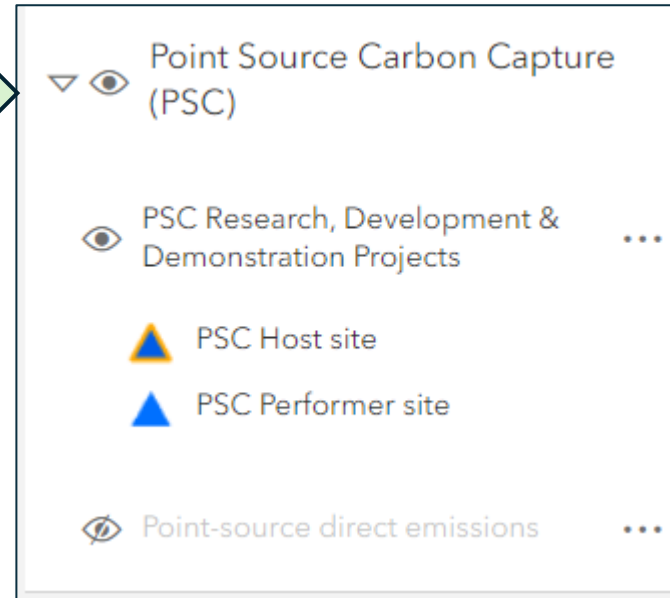 Point Source Carbon Capture
(PSC)
PSC Research, Development &
Demonstration Projects
PSC Host site
PSC Performer site
Point-source direct emissions